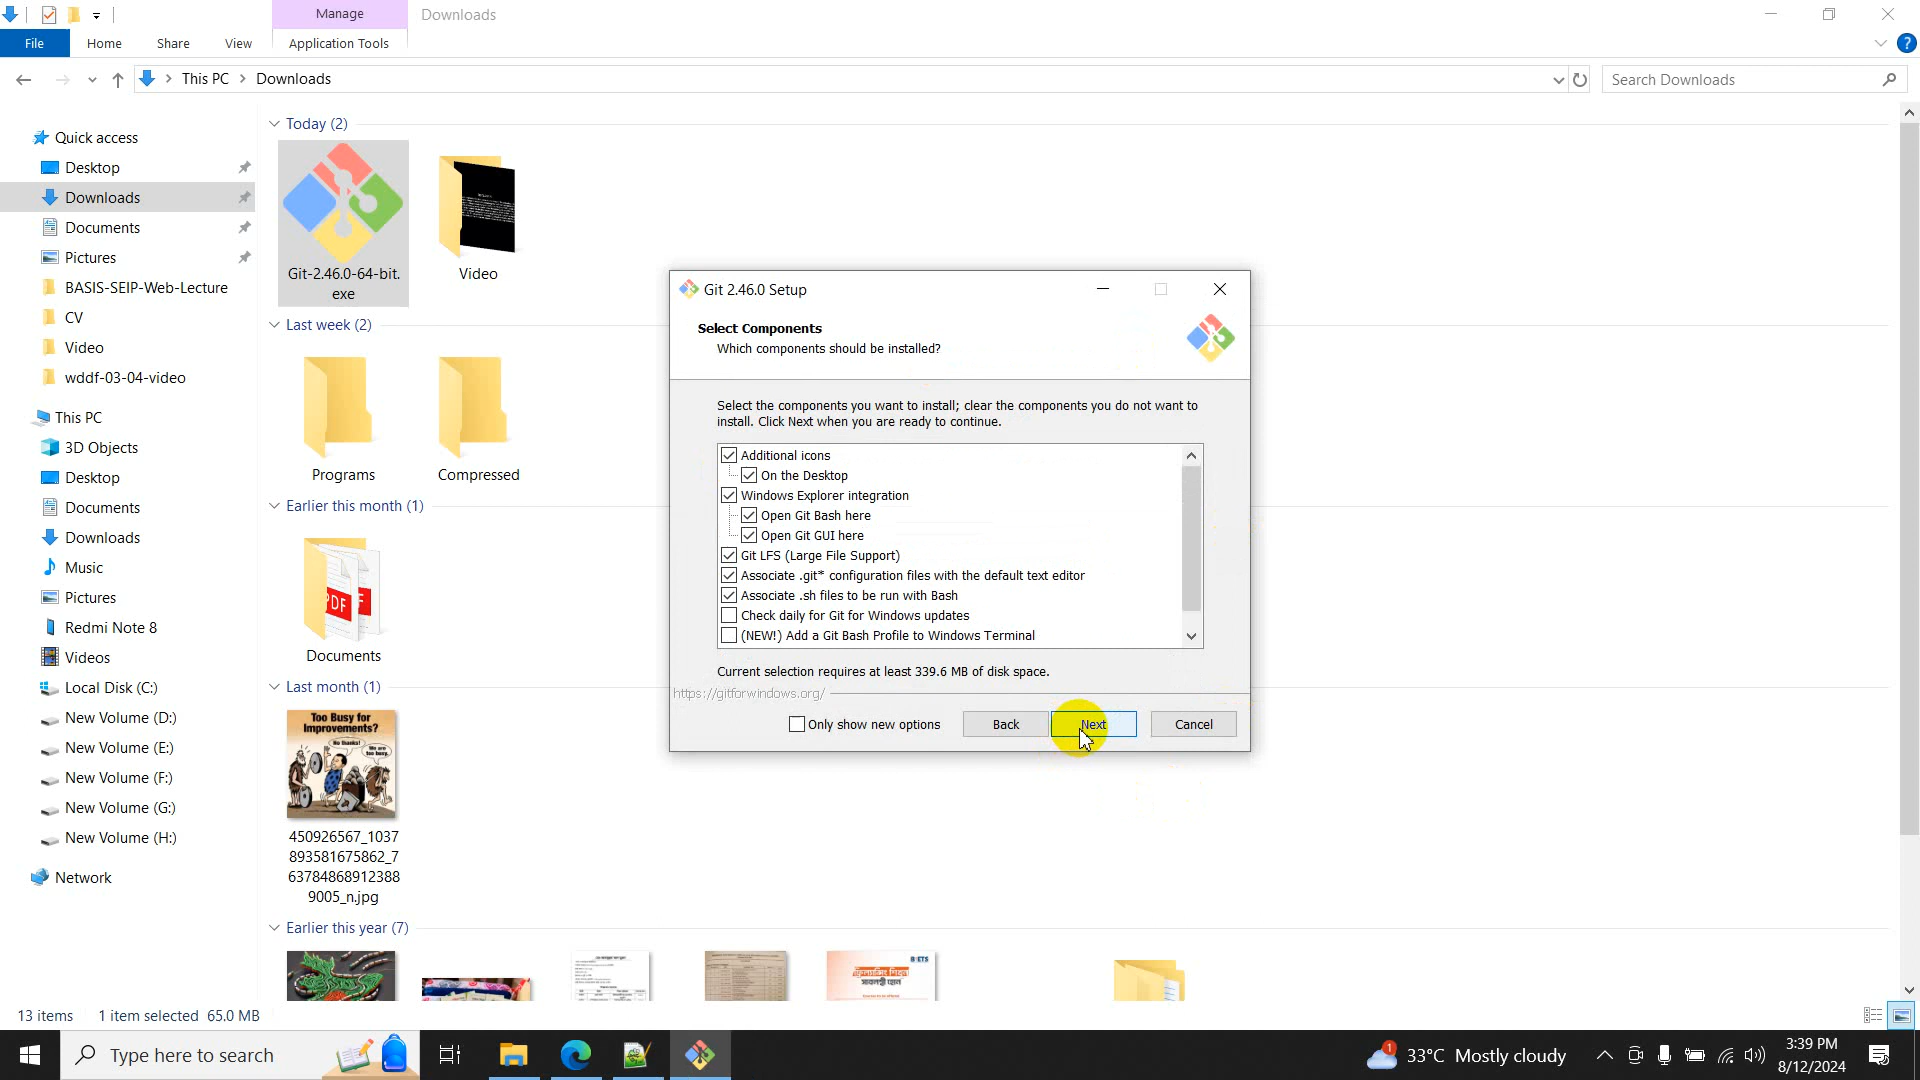 Manage
Downloads
File
Home
Share
View
Application Tools
This PC
Downloads
Search Downloads
Quick access
Desktop
Downloads
Documents
Pictures
BASIS-SEIP-Web-Lecture
CV
Video
wddf-03-04-video
This PC
3D Objects
Desktop
Documents
Downloads
Music
Pictures
Redmi Note 8
Videos
Local Disk (C:)
New Volume (D:)
New Volume (E:)
New Volume (F:)
New Volume (G:)
New Volume (H:)
Network
Today (2)
Git-2.46.0-64-bit.
exe
Video
Last week (2)
Programs
Compressed
Earlier this month (1)
PDF
Documents
Last month (1)
Too Busy for
Improvements?
No thanks!
We are
too busy
450926567_1037
893581675862_7
63784868912388
9005_n.jpg
Earlier this year (7)
Git 2.46.0 Setup
Select Components
Which components should be installed?
Select the components you want to install; clear the components you do not want to
install. Click Next when you are ready to continue.
Additional icons
On the Desktop
Windows Explorer integration
Open Git Bash here
Open Git GUI here
Git LFS (Large File Support)
Associate .git* configuration files with the default text editor
Associate .sh files to be run with Bash
Check daily for Git for Windows updates
(NEW!) Add a Git Bash Profile to Windows Terminal
Current selection requires at least 339.6 MB of disk space.
https://gitforwindows.org/
Only show new options
Back
Next
Cancel
13 items
1 item selected 65.0 MB
Type here to search
1
33°C Mostly cloudy
3:39 PM
8/12/2024